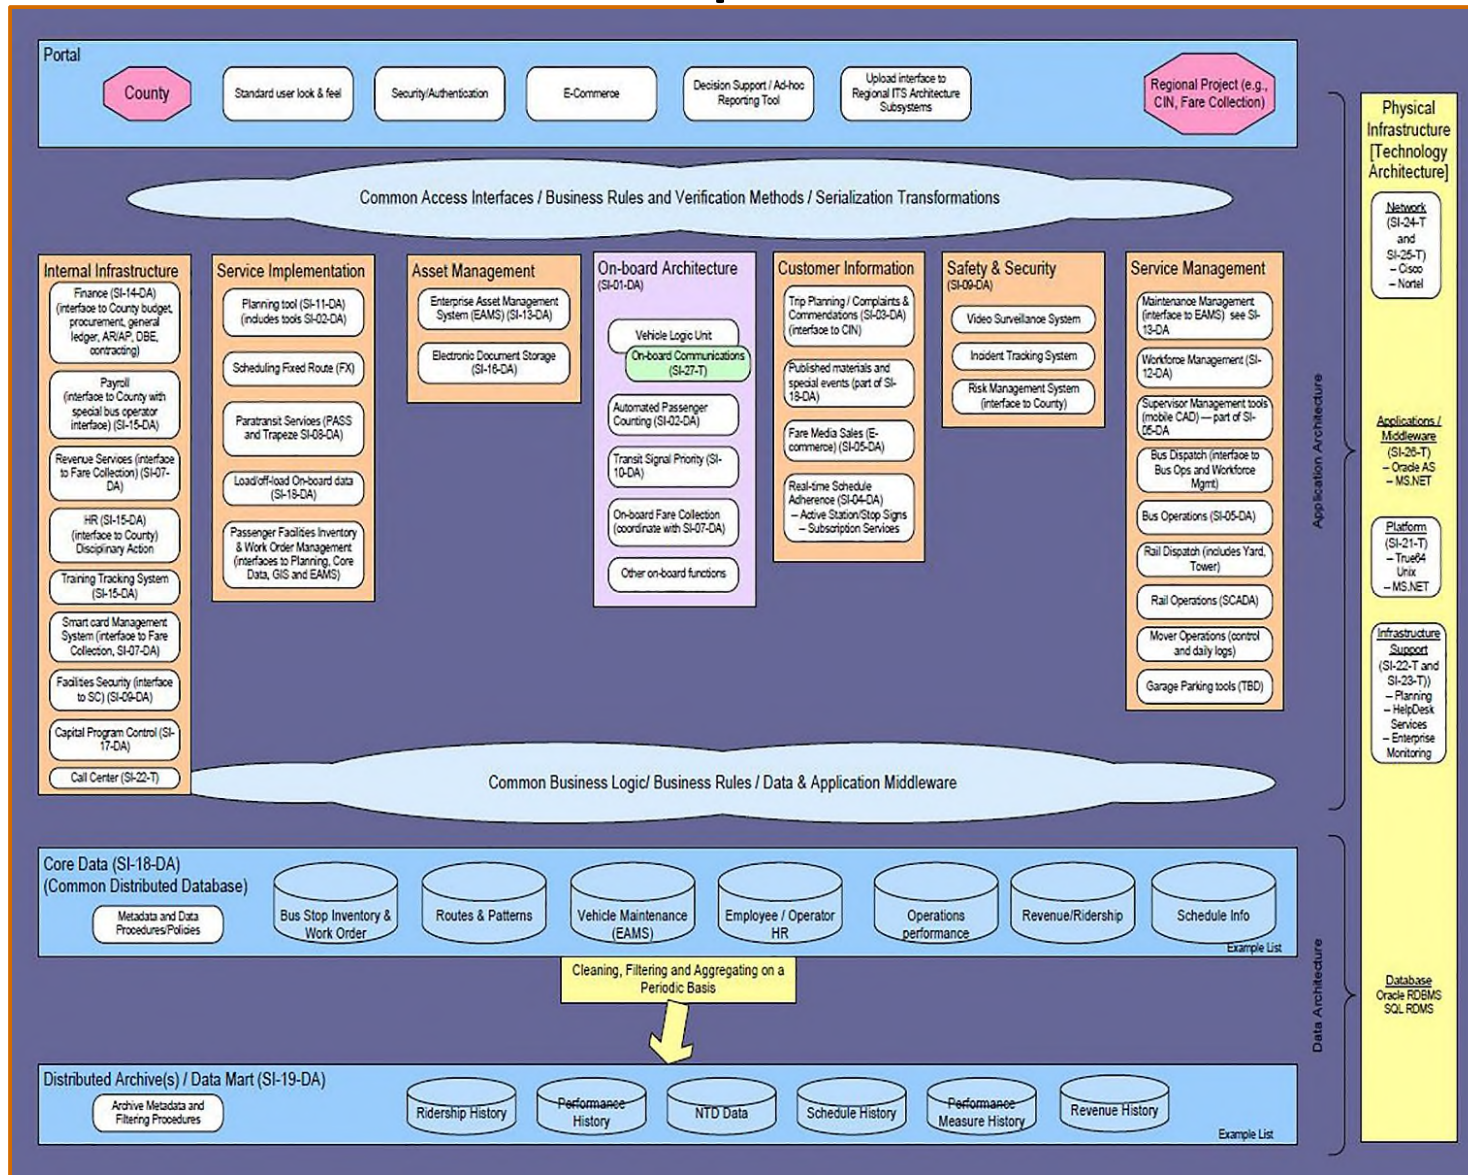 Portal
County
Standard user look & feel
Security/Authentication
E-Commerce
Decision Support / Ad-hoc
Reporting Tool
Upload interface to
Regional ITS Architecture
Subsystems
Regional Project (e.g.,
CIN, Fare Collection)
Common Access Interfaces / Business Rules and Verification Methods / Serialization Transformations
Internal Infrastructure
Finance (SI-14-DA)
(interface to County budget,
procurement, general
ledger, AR/AP, DBE,
contracting)
Payroll
(interface to County with
special bus operator
interface) (SI-15-DA)
Revenue Services (interface
to Fare Collection) (SI-07-
DA)
HR (SI-15-DA)
(interface to County)
Disciplinary Action
Training Tracking System
(SI-15-DA)
Smart card Management
System (interface to Fare
Collection, SI-07-DA)
Facilities Security (interface
to SC) (SI-09-DA)
Capital Program Control (SI-
17-DA)
Call Center (SI-22-T)
Service Implementation
Planning tool (SI-11-DA)
(includes tools SI-02-DA)
Scheduling Fixed Route (FX)
Paratransit Services (PASS
and Trapeze SI-08-DA)
Load/off-load On-board data
(SI-18-DA)
Passenger Facilities Inventory
& Work Order Management
(interfaces to Planning, Core
Data, GIS and EAMS)
Asset Management
Enterprise Asset Management
System (EAMS) (SI-13-DA)
Electronic Document Storage
(SI-16-DA)
On-board Architecture
(SI-01-DA)
Vehicle Logic Unit
On-board Communications
(SI-27-T)
Automated Passenger
Counting (SI-02-DA)
Transit Signal Priority (SI-
10-DA)
On-board Fare Collection
(coordinate with SI-07-DA)
Other on-board functions
Customer Information
Trip Planning / Complaints &
Commendations (SI-03-DA)
(interface to CIN)
Published materials and
special events (part of SI-
18-DA)
Fare Media Sales (E-
commerce) (SI-05-DA)
Real-time Schedule
Adherence (SI-04-DA)
– Active Station/Stop Signs
– Subscription Services
Safety & Security
(SI-09-DA)
Video Surveillance System
Incident Tracking System
Risk Management System
(interface to County)
Service Management
Maintenance Management
(interface to EAMS) see SI-
13-DA
Workforce Management (SI-
12-DA)
Supervisor Management tools
(mobile CAD) — part of SI-
05-DA
Bus Dispatch (interface to
Bus Ops and Workforce
Mgmt)
Bus Operations (SI-05-DA)
Rail Dispatch (includes Yard,
Tower)
Rail Operations (SCADA)
Mover Operations (control
and daily logs)
Garage Parking tools (TBD)
Common Business Logic/ Business Rules / Data & Application Middleware
Application Architecture
Core Data (SI-18-DA)
(Common Distributed Database)
Metadata and Data
Procedures/Policies
Bus Stop Inventory &
Work Order
Routes & Patterns
Vehicle Maintenance
(EAMS)
Employee / Operator
HR
Operations
performance
Revenue/Ridership
Schedule Info
Example List
Cleaning, Filtering and Aggregating on a
Periodic Basis
Distributed Archive(s) / Data Mart (SI-19-DA)
Archive Metadata and
Filtering Procedures
Ridership History
Performance
History
NTD Data
Schedule History
Performance
Measure History
Revenue History
Example List
Data Architecture
Physical
Infrastructure
[Technology
Architecture]
Network
(SI-24-T
and
SI-25-T)
– Cisco
– Nortel
Applications /
Middleware
(SI-26-T)
– Oracle AS
– MS.NET
Platform
(SI-21-T)
– True64
Unix
– MS.NET
Infrastructure
Support
(SI-22-T and
SI-23-T))
– Planning
– HelpDesk
Services
– Enterprise
Monitoring
Database
Oracle RDBMS
SQL RDMS